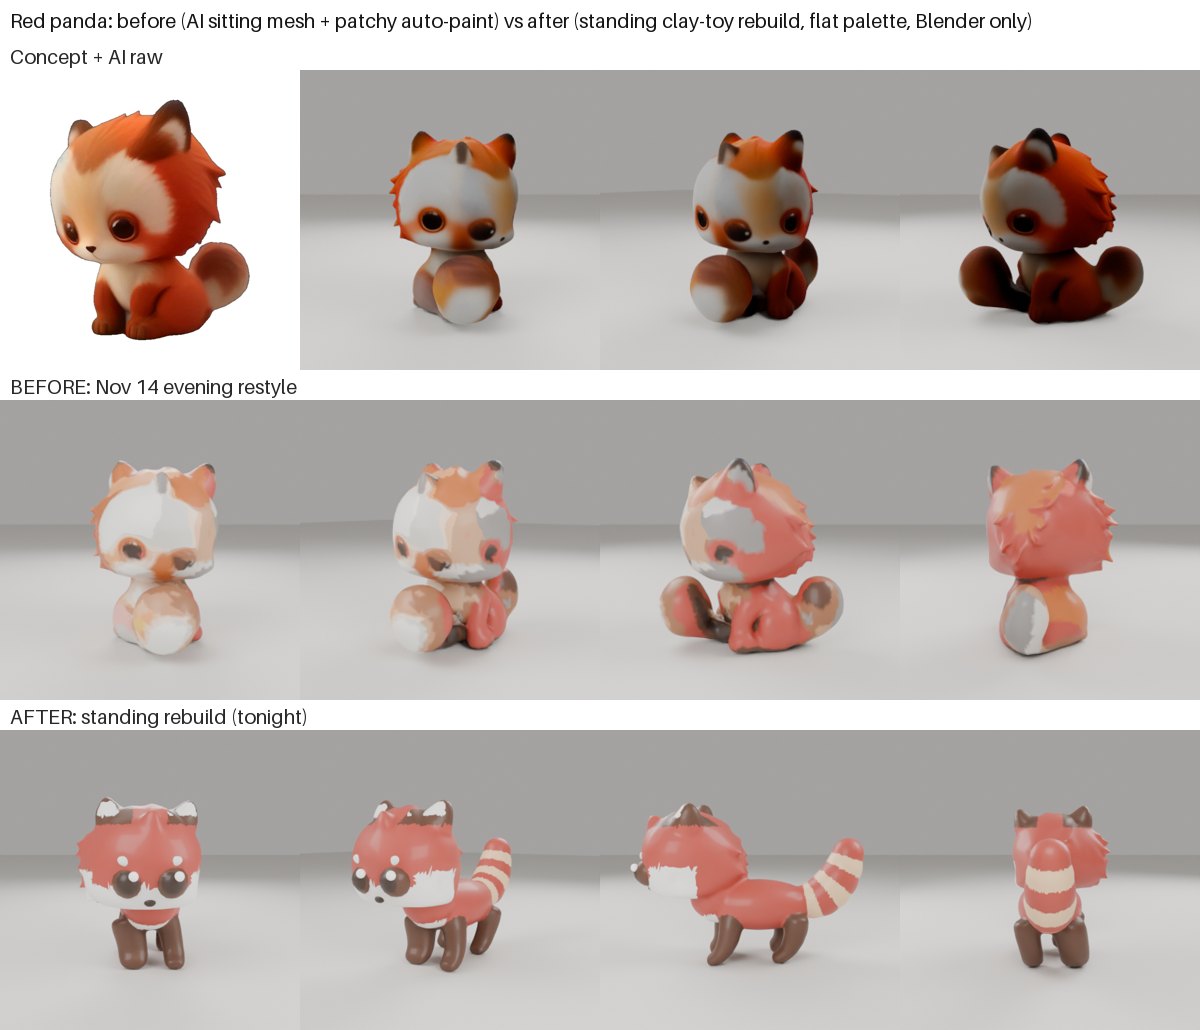 Red panda: before (AI sitting mesh + patchy auto-paint) vs after (standing clay-toy rebuild, flat palette, Blender only)
Concept + AI raw
BEFORE: Nov 14 evening restyle
AFTER: standing rebuild (tonight)